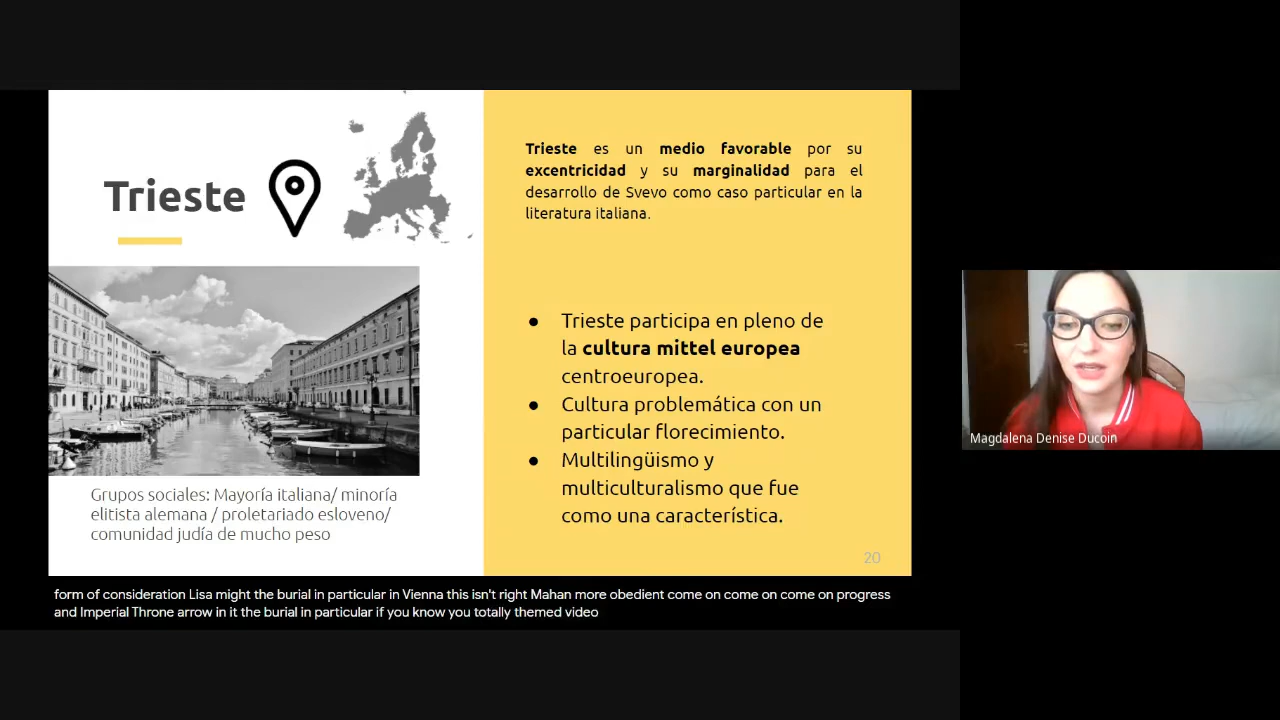 Trieste
Grupos sociales: Mayoría italiana/ minoría
elitista alemana / proletariado esloveno/
comunidad judía de mucho peso
Trieste es un medio favorable por su
excentricidad y su marginalidad para el
desarrollo de Svevo como caso particular en la
literatura italiana.
● Trieste participa en pleno de
la cultura mittel europea
centroeuropea.
● Cultura problemática con un
particular florecimiento.
● Multilingüismo y
multiculturalismo que fue
como una característica.
20
form of consideration Lisa might the burial in particular in Vienna this isn't right Mahan more obedient come on come on come on progress
and Imperial Throne arrow in it the burial in particular if you know you totally themed video
Magdalena Denise Ducoin